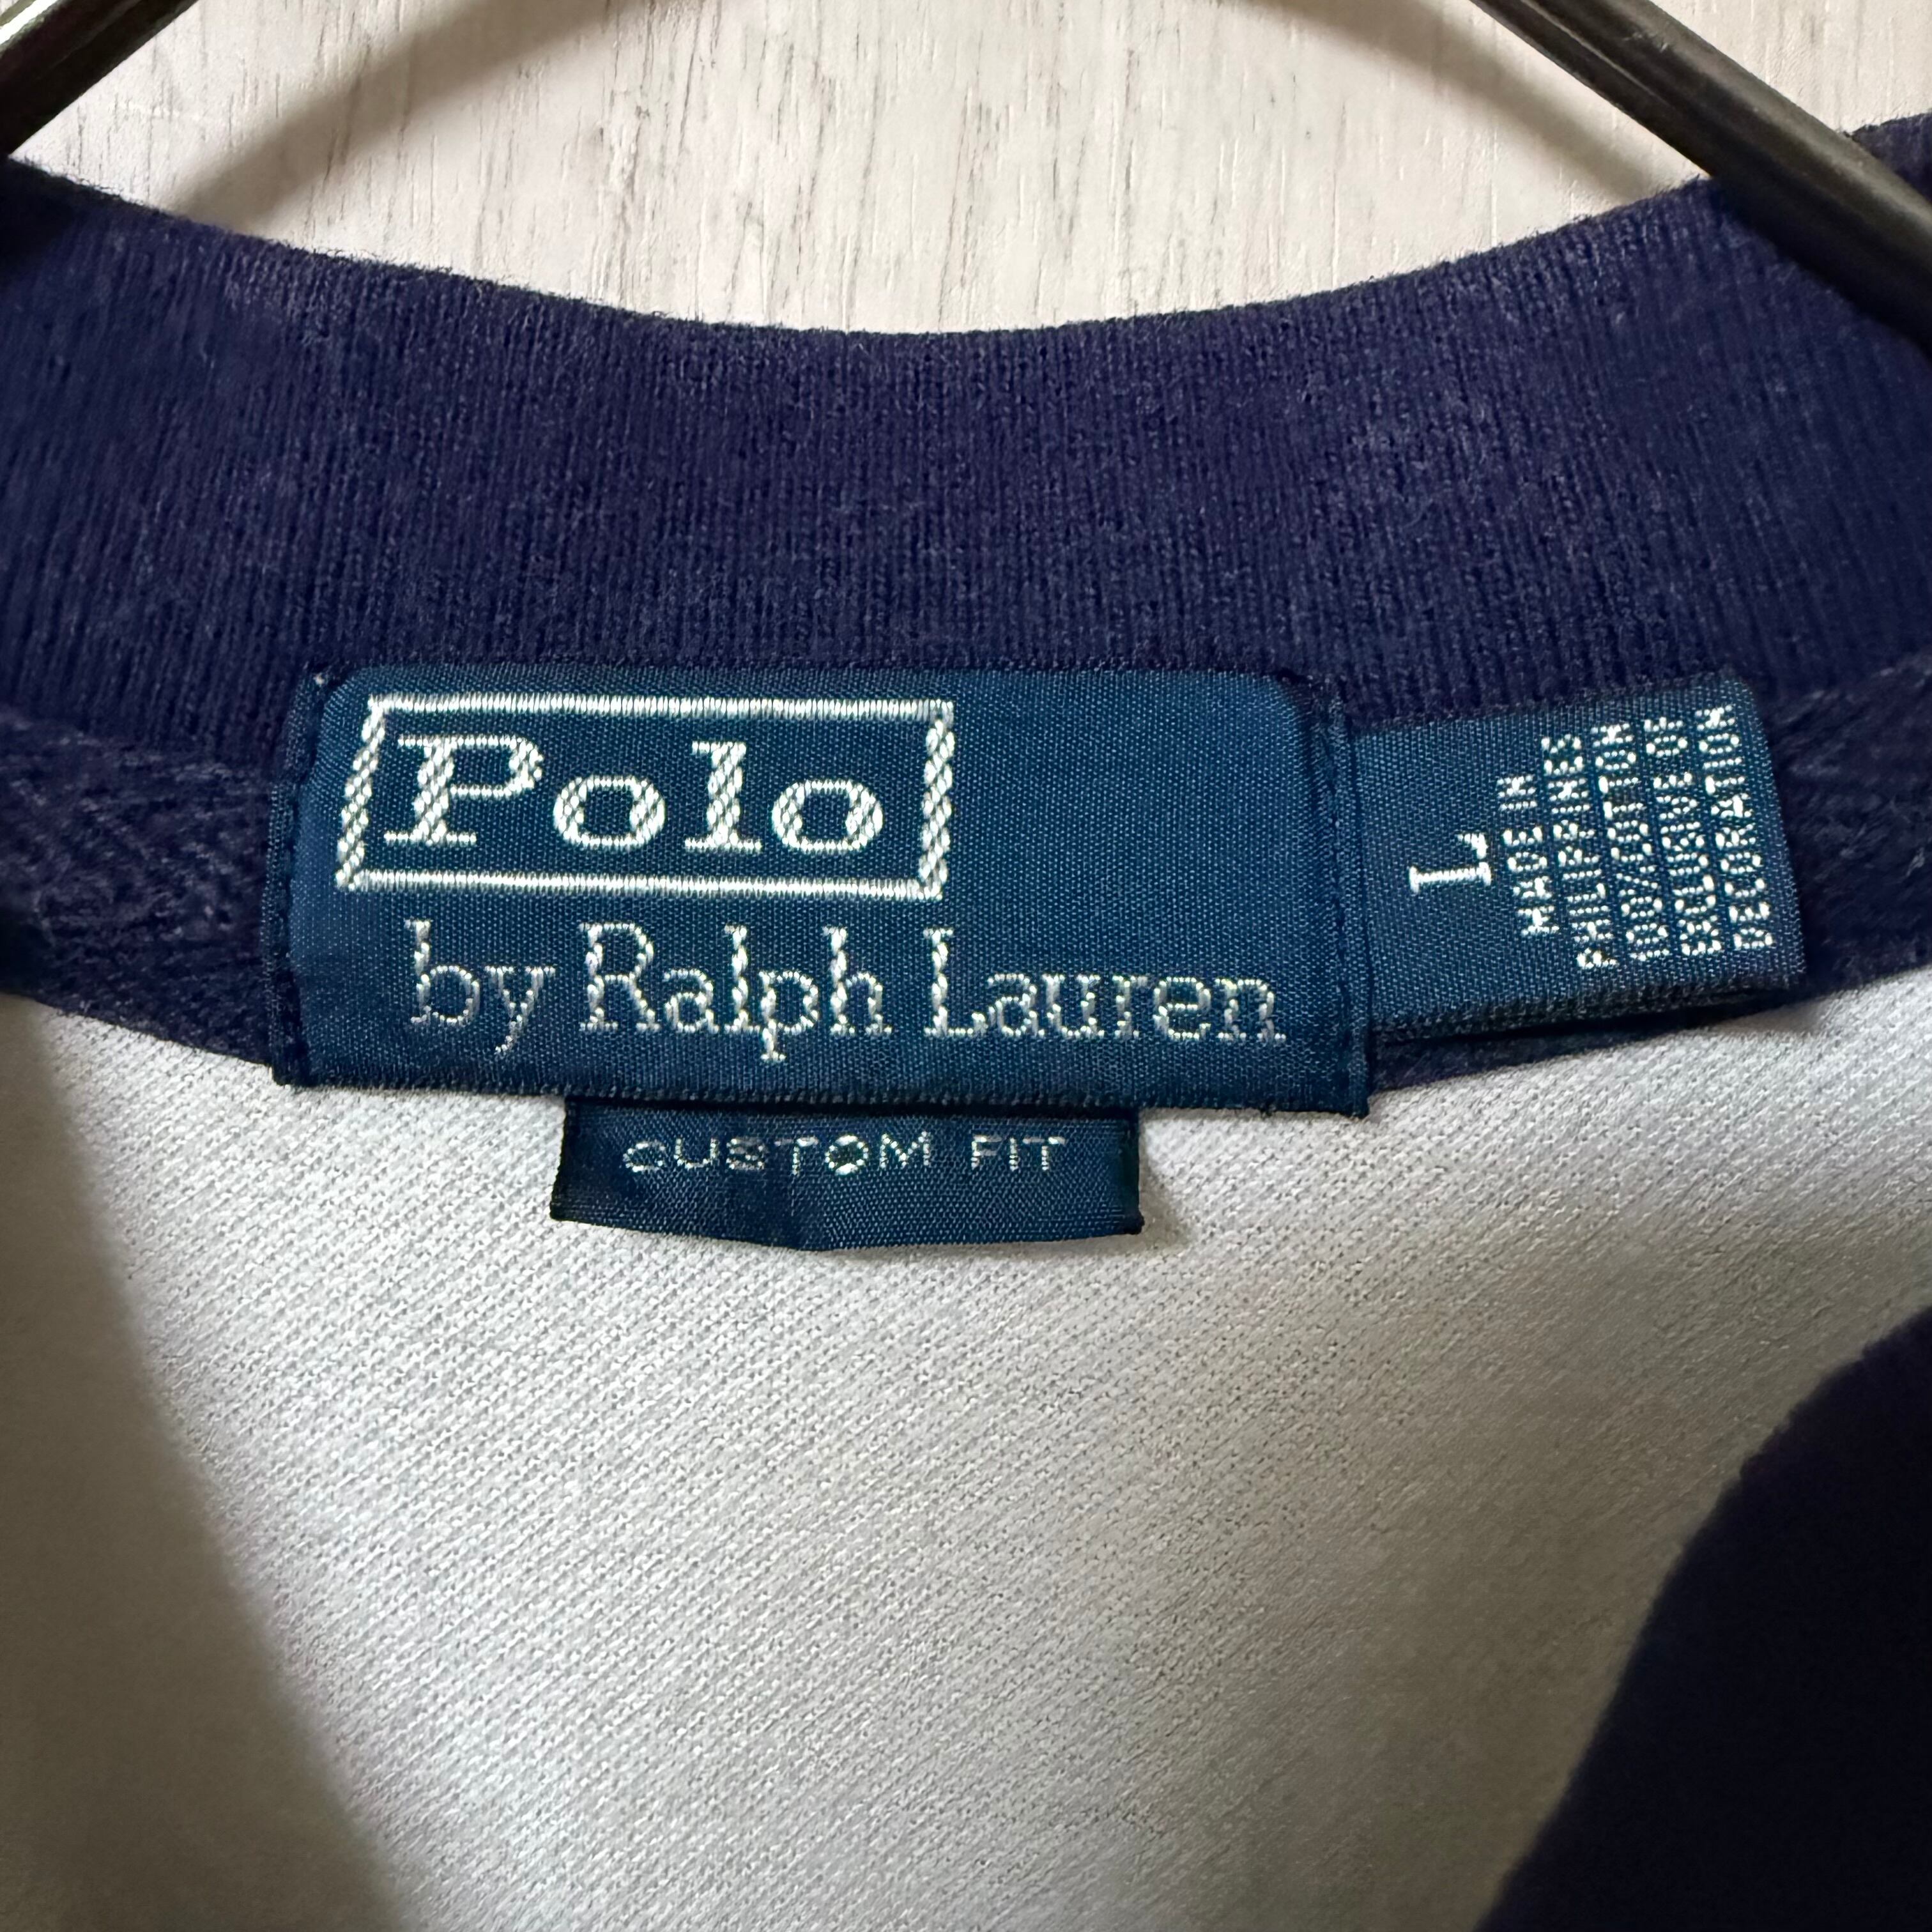 Polo
by Ralph Lauren
CUSTOM FIT
L
MADE IN
PHILIPPINES
100%COTTON
EXCLUSIVE OF
DECORATION